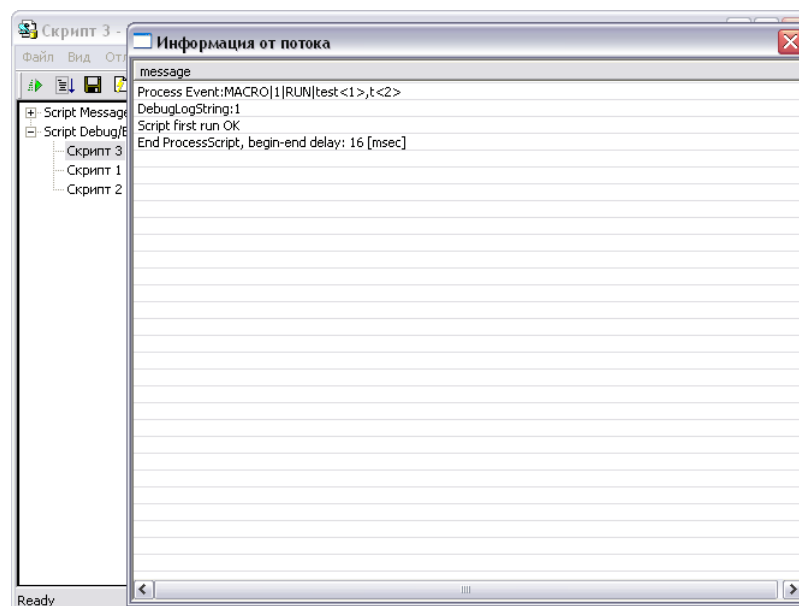 Скрипт 3 -
Файл Вид Отл
Script Message
Script Debug/E
Скрипт 3
Скрипт 1
Скрипт 2
Ready
Информация от потока
message
Process Event:MACRO|1|RUN|test<1>,t<2>
DebugLogString:1
Script first run OK
End ProcessScript, begin-end delay: 16 [msec]